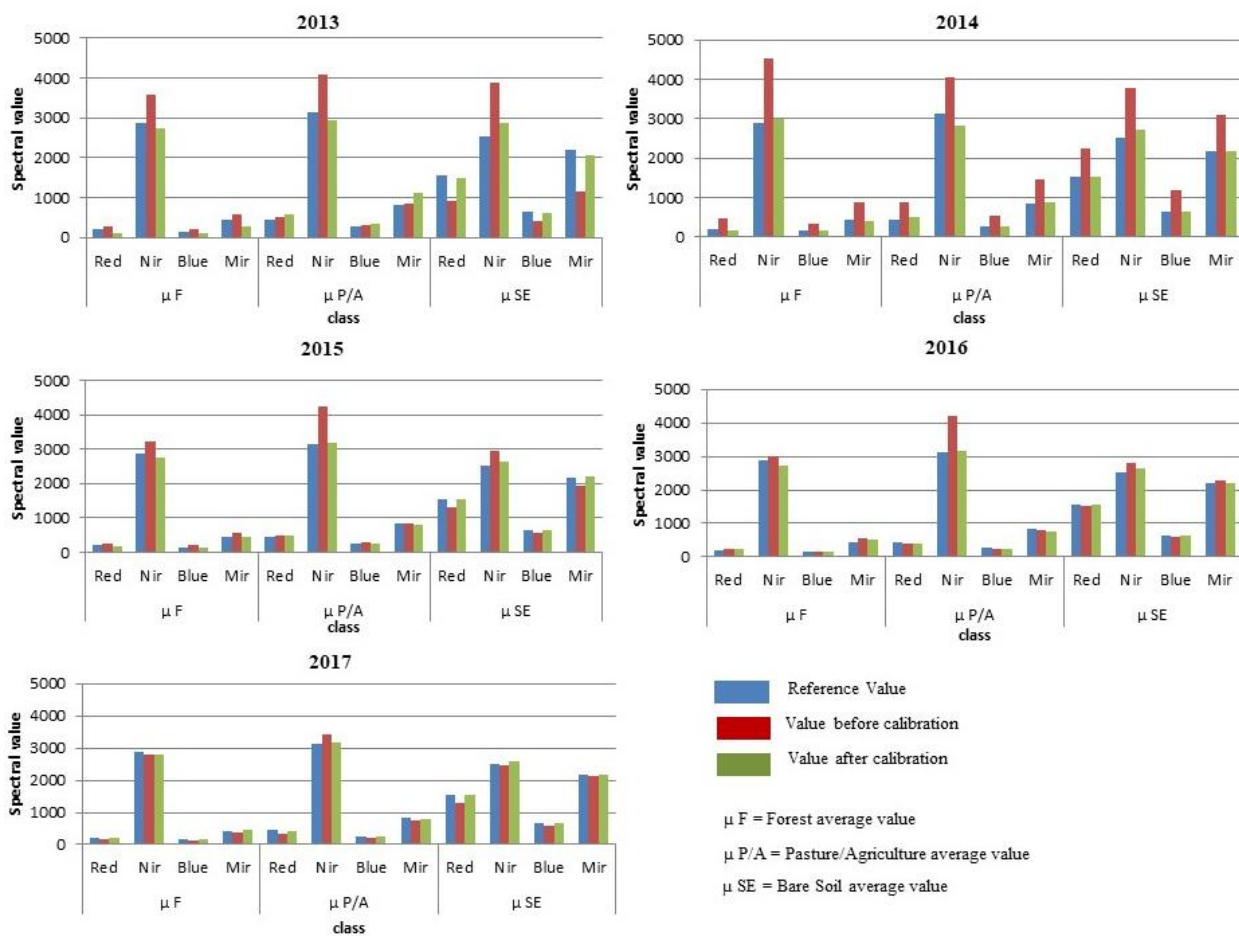 2013
5000
4000
3000
2000
1000
0
Spectral value
Red Nir Blue Mir Red Nir Blue Mir Red Nir Blue Mir
μ F μ P/A μ SE
class
2014
5000
4000
3000
2000
1000
0
Spectral value
Red Nir Blue Mir Red Nir Blue Mir Red Nir Blue Mir
μ F μ P/A μ SE
class
2015
5000
4000
3000
2000
1000
0
Spectral value
Red Nir Blue Mir Red Nir Blue Mir Red Nir Blue Mir
μ F μ P/A μ SE
class
2016
5000
4000
3000
2000
1000
0
Spectral value
Red Nir Blue Mir Red Nir Blue Mir Red Nir Blue Mir
μ F μ P/A μ SE
class
2017
5000
4000
3000
2000
1000
0
Spectral value
Red Nir Blue Mir Red Nir Blue Mir Red Nir Blue Mir
μ F μ P/A μ SE
class
Reference Value
Value before calibration
Value after calibration
μ F = Forest average value
μ P/A = Pasture/Agriculture average value
μ SE = Bare Soil average value